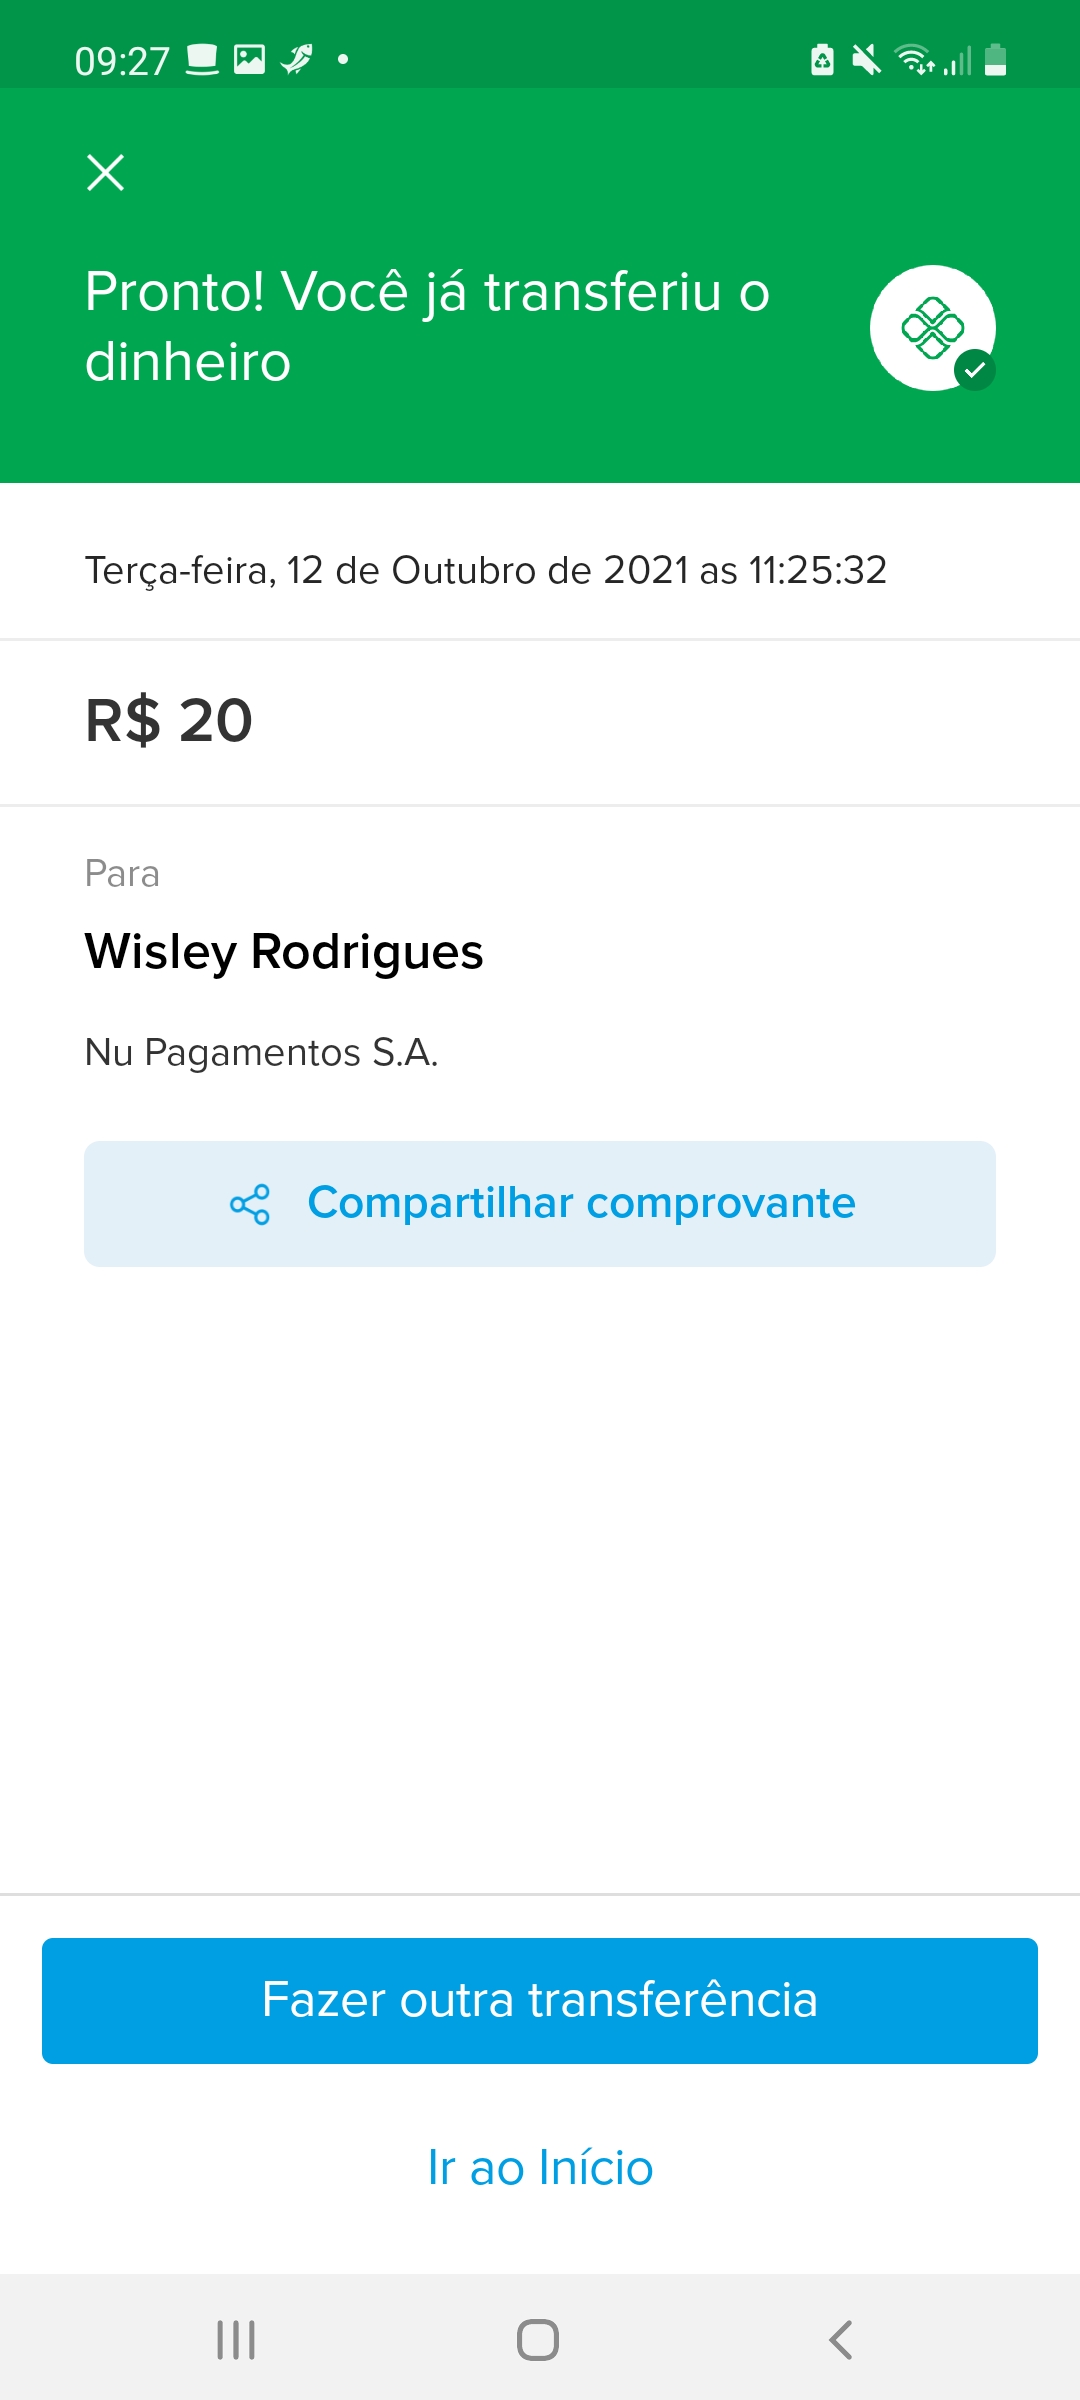 09:27
Pronto! Você já transferiu o
dinheiro
Terça-feira, 12 de Outubro de 2021 as 11:25:32
R$ 20
Para
Wisley Rodrigues
Nu Pagamentos S.A.
Compartilhar comprovante
Fazer outra transferência
Ir ao Início